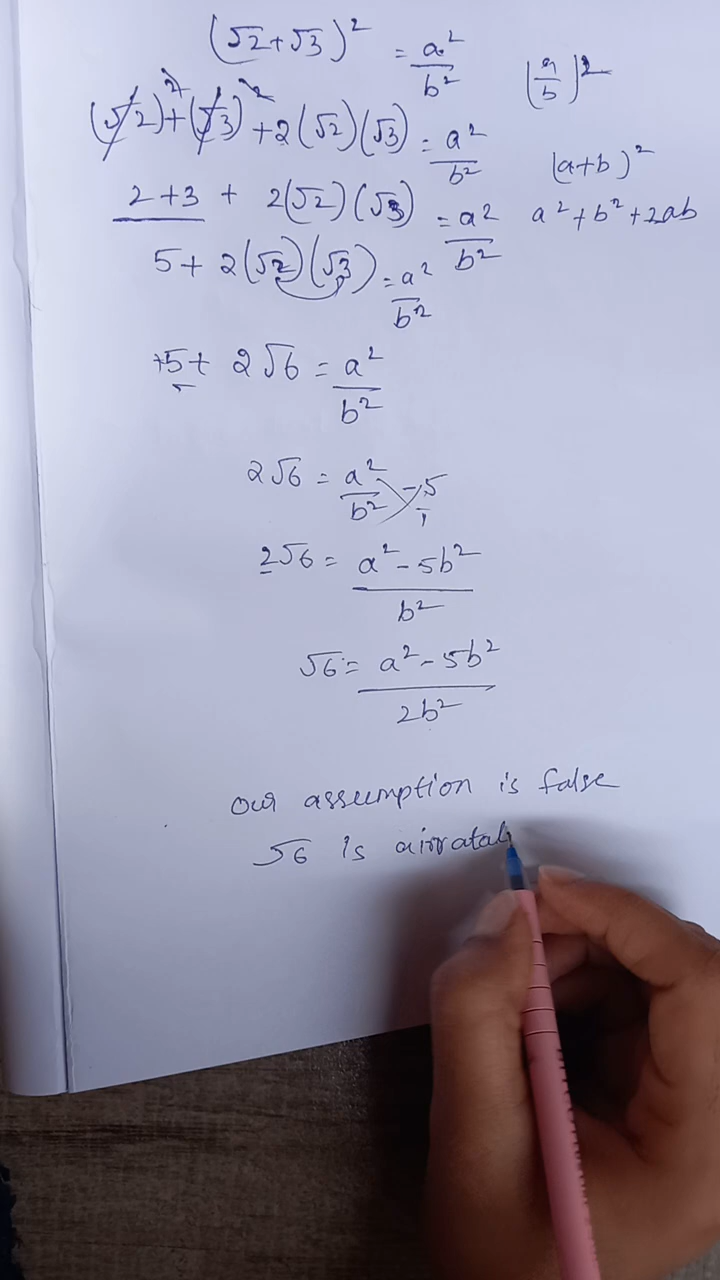 (√2+√3)² = a²/b² (a/b)²
(√2)²+(√3)²+2(√2)(√3) = a²/b² (a+b)²
2+3 + 2(√2)(√3) = a²/b² a²+b²+2ab
5+2(√2)(√3) = a²/b²
+5+ 2√6 = a²/b²
2√6 = a²/b² -5/1
2√6 = a²-5b²/b²
√6 = a²-5b²/2b²
our assumption is false
√6 is